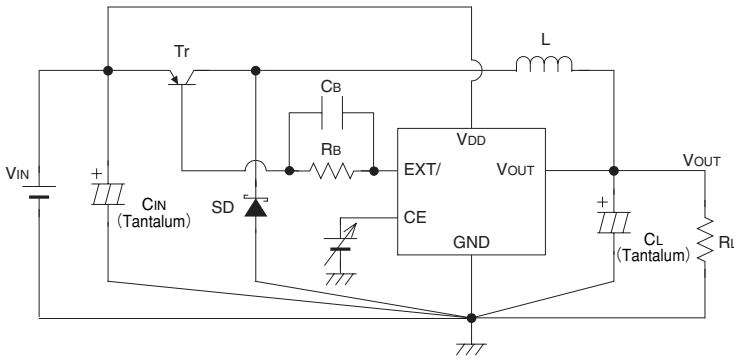 Tr
L
CB
RB
VDD
EXT/
VOUT
VOUT
VIN
+
CIN
(Tantalum)
SD
CE
GND
+
CL
(Tantalum)
RL